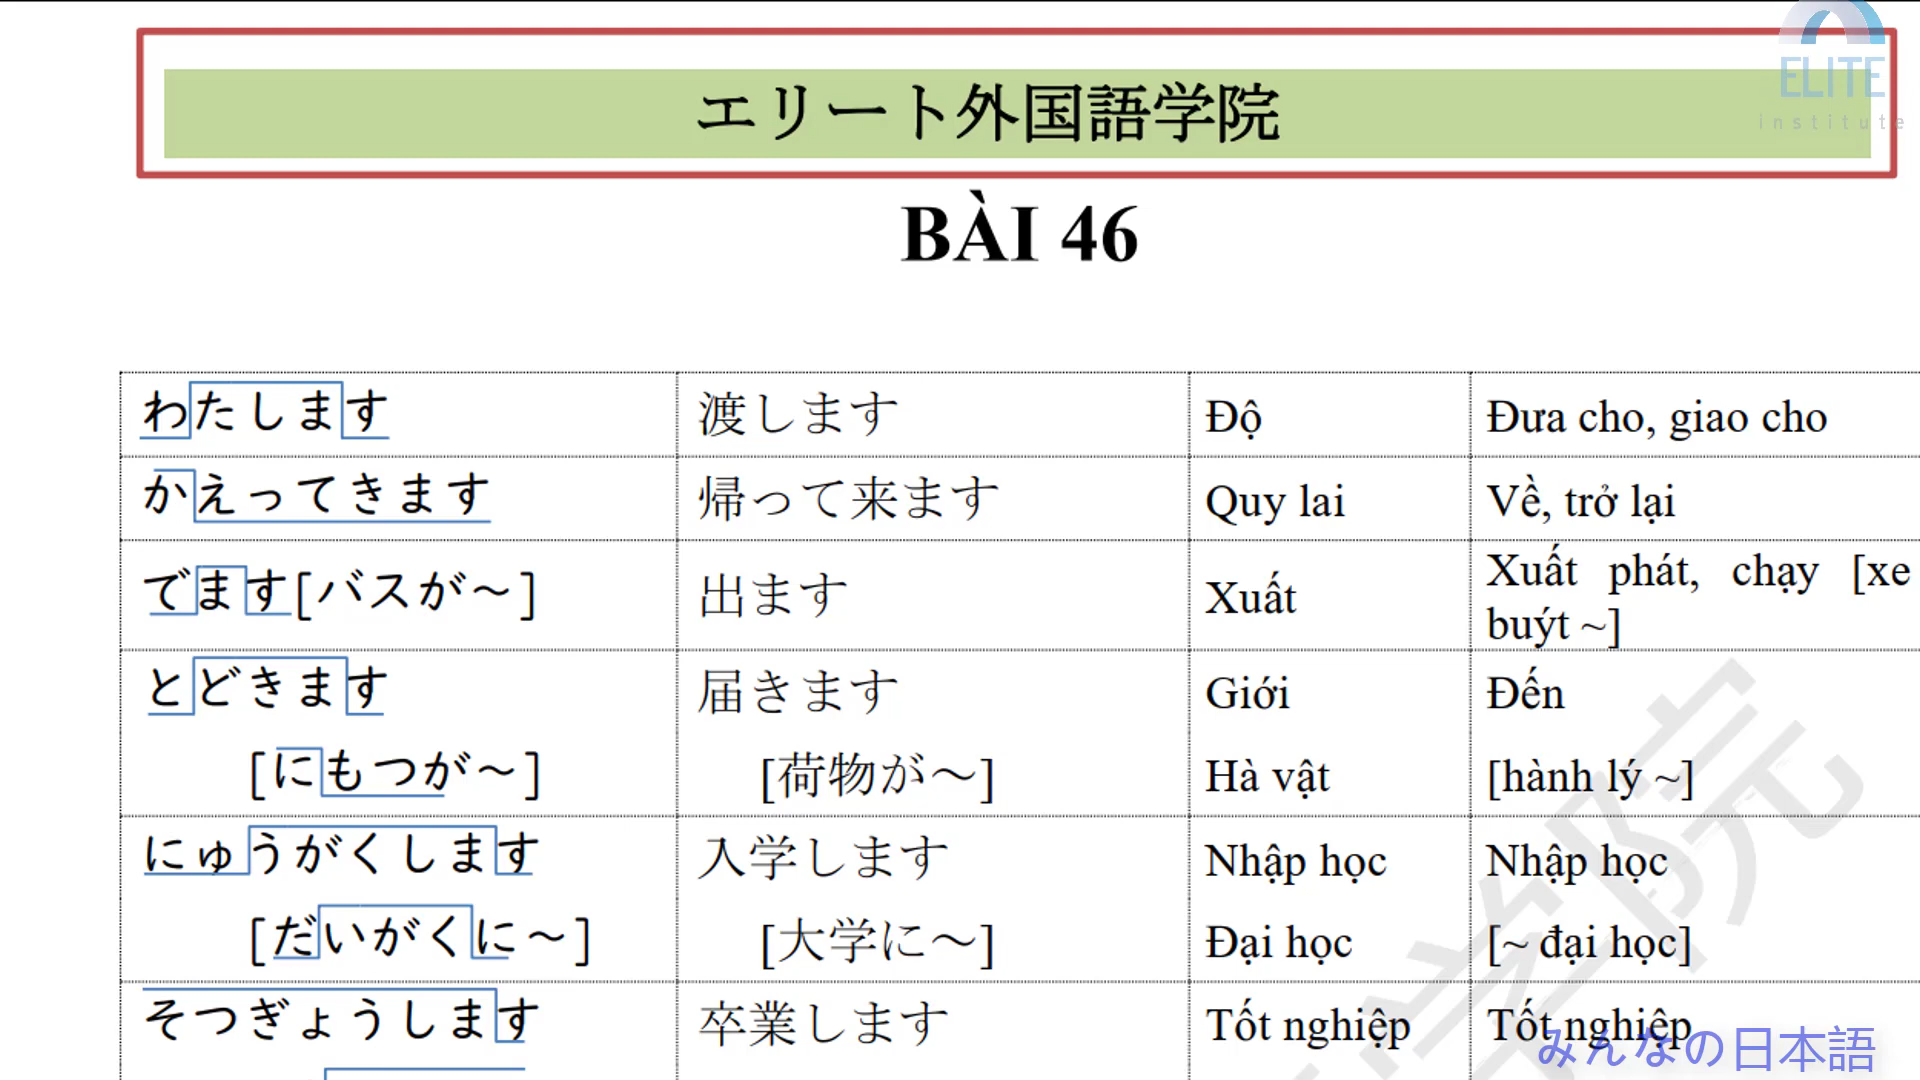 ELITE
institute
エリート外国語学院
BÀI 46
わたします 渡します Độ Đưa cho, giao cho
かえってきます 帰って来ます Quy lai Về, trở lại
でます[バスが～] 出ます Xuất Xuất phát, chạy [xe buýt ~]
とどきます 届きます Giới Đến
[にもつが～] [荷物が～] Hà vật [hành lý ~]
にゅうがくします 入学します Nhập học Nhập học
[だいがくに～] [大学に～] Đại học [~ đại học]
そつぎょうします 卒業します Tốt nghiệp Tốt nghiệp
みんなの日本語
学院